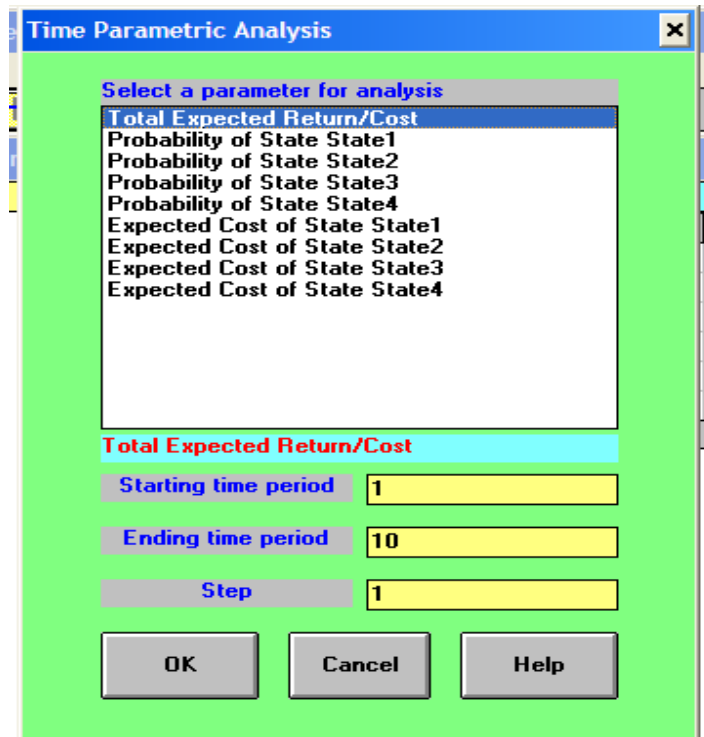 Time Parametric Analysis
Select a parameter for analysis
Total Expected Return/Cost
Probability of State State1
Probability of State State2
Probability of State State3
Probability of State State4
Expected Cost of State State1
Expected Cost of State State2
Expected Cost of State State3
Expected Cost of State State4
Total Expected Return/Cost
Starting time period 1
Ending time period 10
Step 1
OK Cancel Help